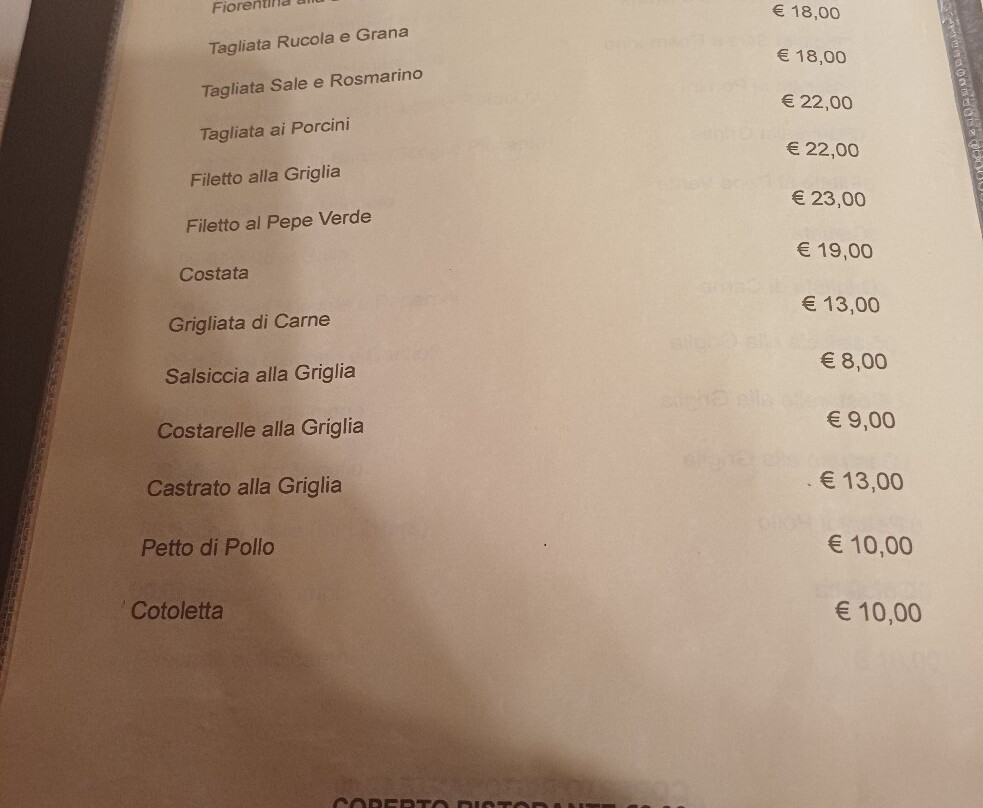 Fiorentina
Tagliata Rucola e Grana € 18,00
Tagliata Sale e Rosmarino € 18,00
Tagliata ai Porcini € 22,00
Filetto alla Griglia € 22,00
Filetto al Pepe Verde € 23,00
Costata € 19,00
Grigliata di Carne € 13,00
Salsiccia alla Griglia € 8,00
Costarelle alla Griglia € 9,00
Castrato alla Griglia € 13,00
Petto di Pollo € 10,00
Cotoletta € 10,00
COPERTO RISTORANTE